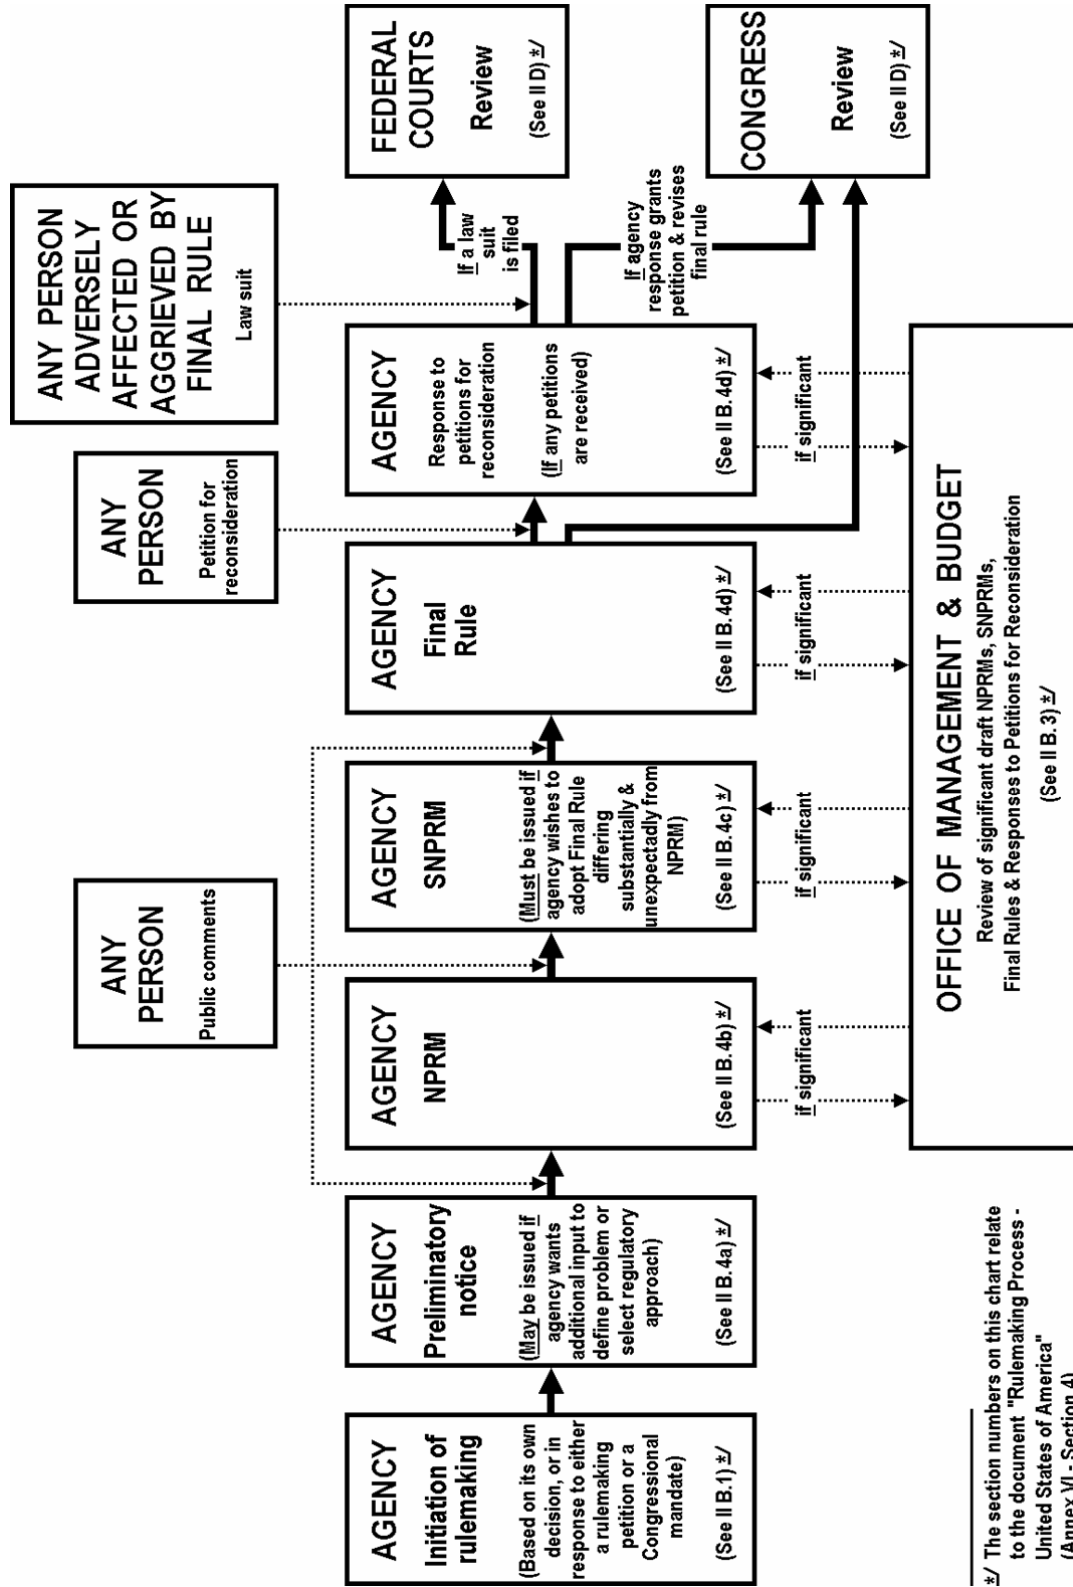 ANY
PERSON
Public comments
ANY
PERSON
Petition for
reconsideration
ANY PERSON
ADVERSELY
AFFECTED OR
AGGRIEVED BY
FINAL RULE
Law suit
AGENCY
Initiation of
rulemaking
(Based on its own
decision, or in
response to either
a rulemaking
petition or a
Congressional
mandate)
(See II B.1) */
AGENCY
Preliminatory
notice
(May be issued if
agency wants
additional input to
define problem or
select regulatory
approach)
(See II B.4a) */
AGENCY
NPRM
(See II B.4b) */
AGENCY
SNPRM
(Must be issued if
agency wishes to
adopt Final Rule
differing
substantially &
unexpectadly from
NPRM)
(See II B.4c) */
AGENCY
Final
Rule
(See II B.4d) */
AGENCY
Response to
petitions for
reconsideration
(If any petitions
are received)
(See II B.4d) */
If a law
suit
is filed
If agency
response grants
petition & revises
final rule
FEDERAL
COURTS
Review
(See II D) */
CONGRESS
Review
(See II D) */
if significant
if significant
if significant
if significant
OFFICE OF MANAGEMENT & BUDGET
Review of significant draft NPRMs, SNPRMs,
Final Rules & Responses to Petitions for Reconsideration
(See II B.3) */
*/ The section numbers on this chart relate
to the document "Rulemaking Process -
United States of America"
(Annex VI - Section 4)